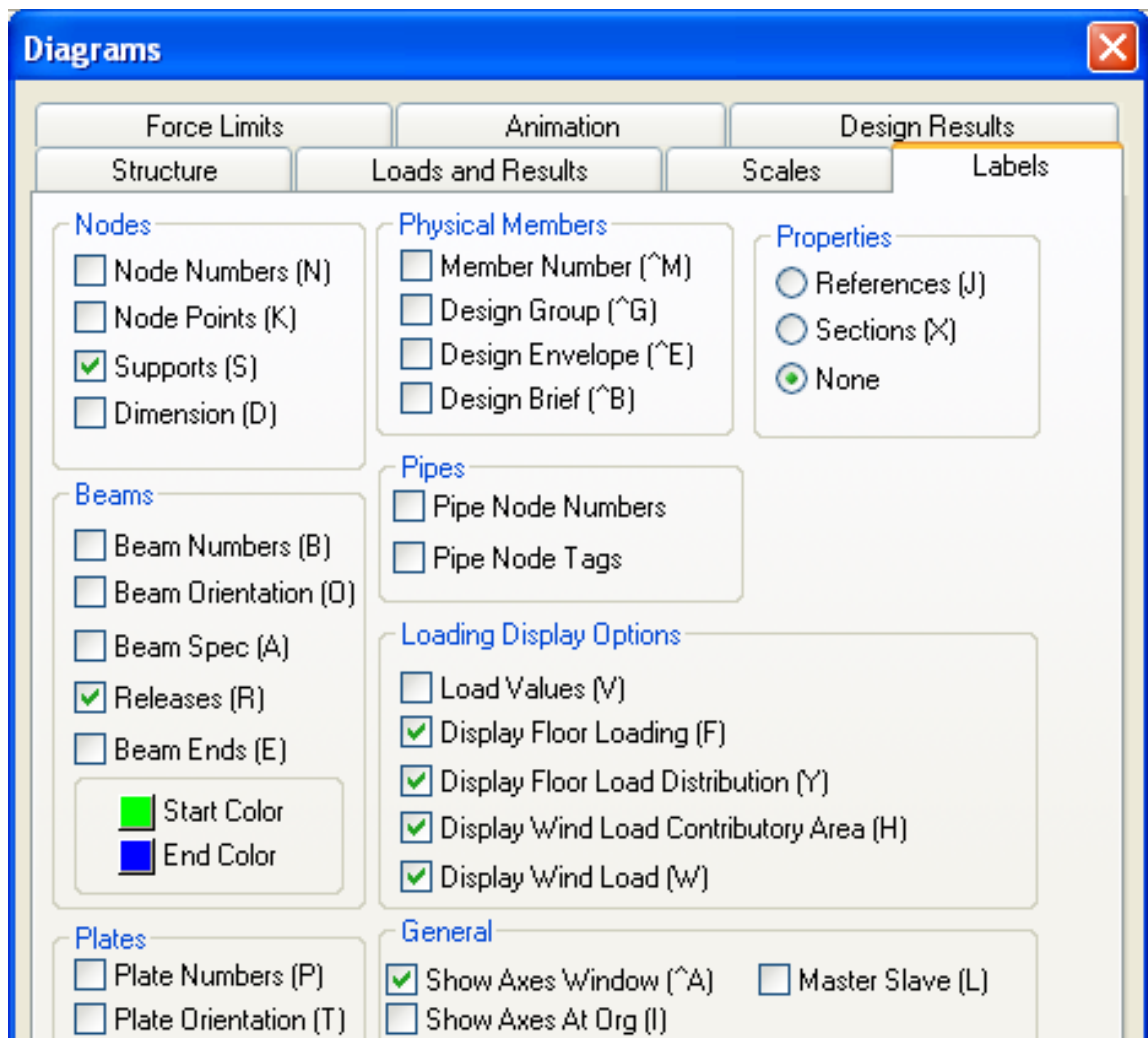 Diagrams
Force Limits
Animation
Design Results
Structure
Loads and Results
Scales
Labels
Nodes
Node Numbers (N)
Node Points (K)
Supports (S)
Dimension (D)
Beams
Beam Numbers (B)
Beam Orientation (O)
Beam Spec (A)
Releases (R)
Beam Ends (E)
Start Color
End Color
Plates
Plate Numbers (P)
Plate Orientation (T)
Physical Members
Member Number (^M)
Design Group (^G)
Design Envelope (^E)
Design Brief (^B)
Properties
References (J)
Sections (X)
None
Pipes
Pipe Node Numbers
Pipe Node Tags
Loading Display Options
Load Values (V)
Display Floor Loading (F)
Display Floor Load Distribution (Y)
Display Wind Load Contributory Area (H)
Display Wind Load (W)
General
Show Axes Window (^A)
Master Slave (L)
Show Axes At Org (I)